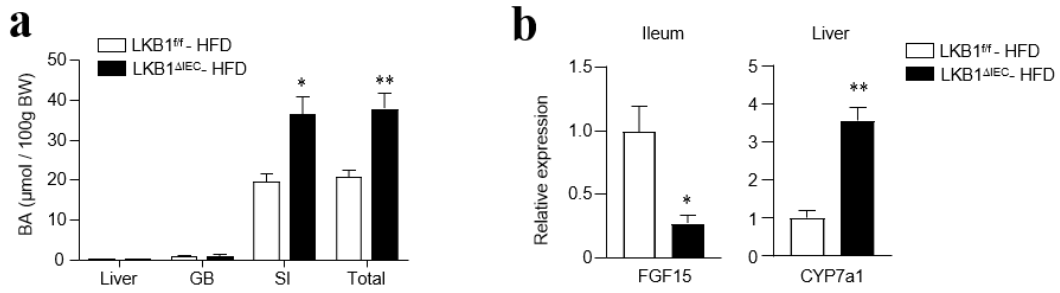 a
LKB1f/f - HFD
LKB1ΔIEC - HFD
BA (μmol / 100g BW)
50
40
30
20
10
0
*
**
Liver GB SI Total
b
Ileum
Liver
LKB1f/f - HFD
LKB1ΔIEC - HFD
Relative expression
1.5
1.0
0.5
0
*
FGF15
5
4
3
2
1
0
**
CYP7a1